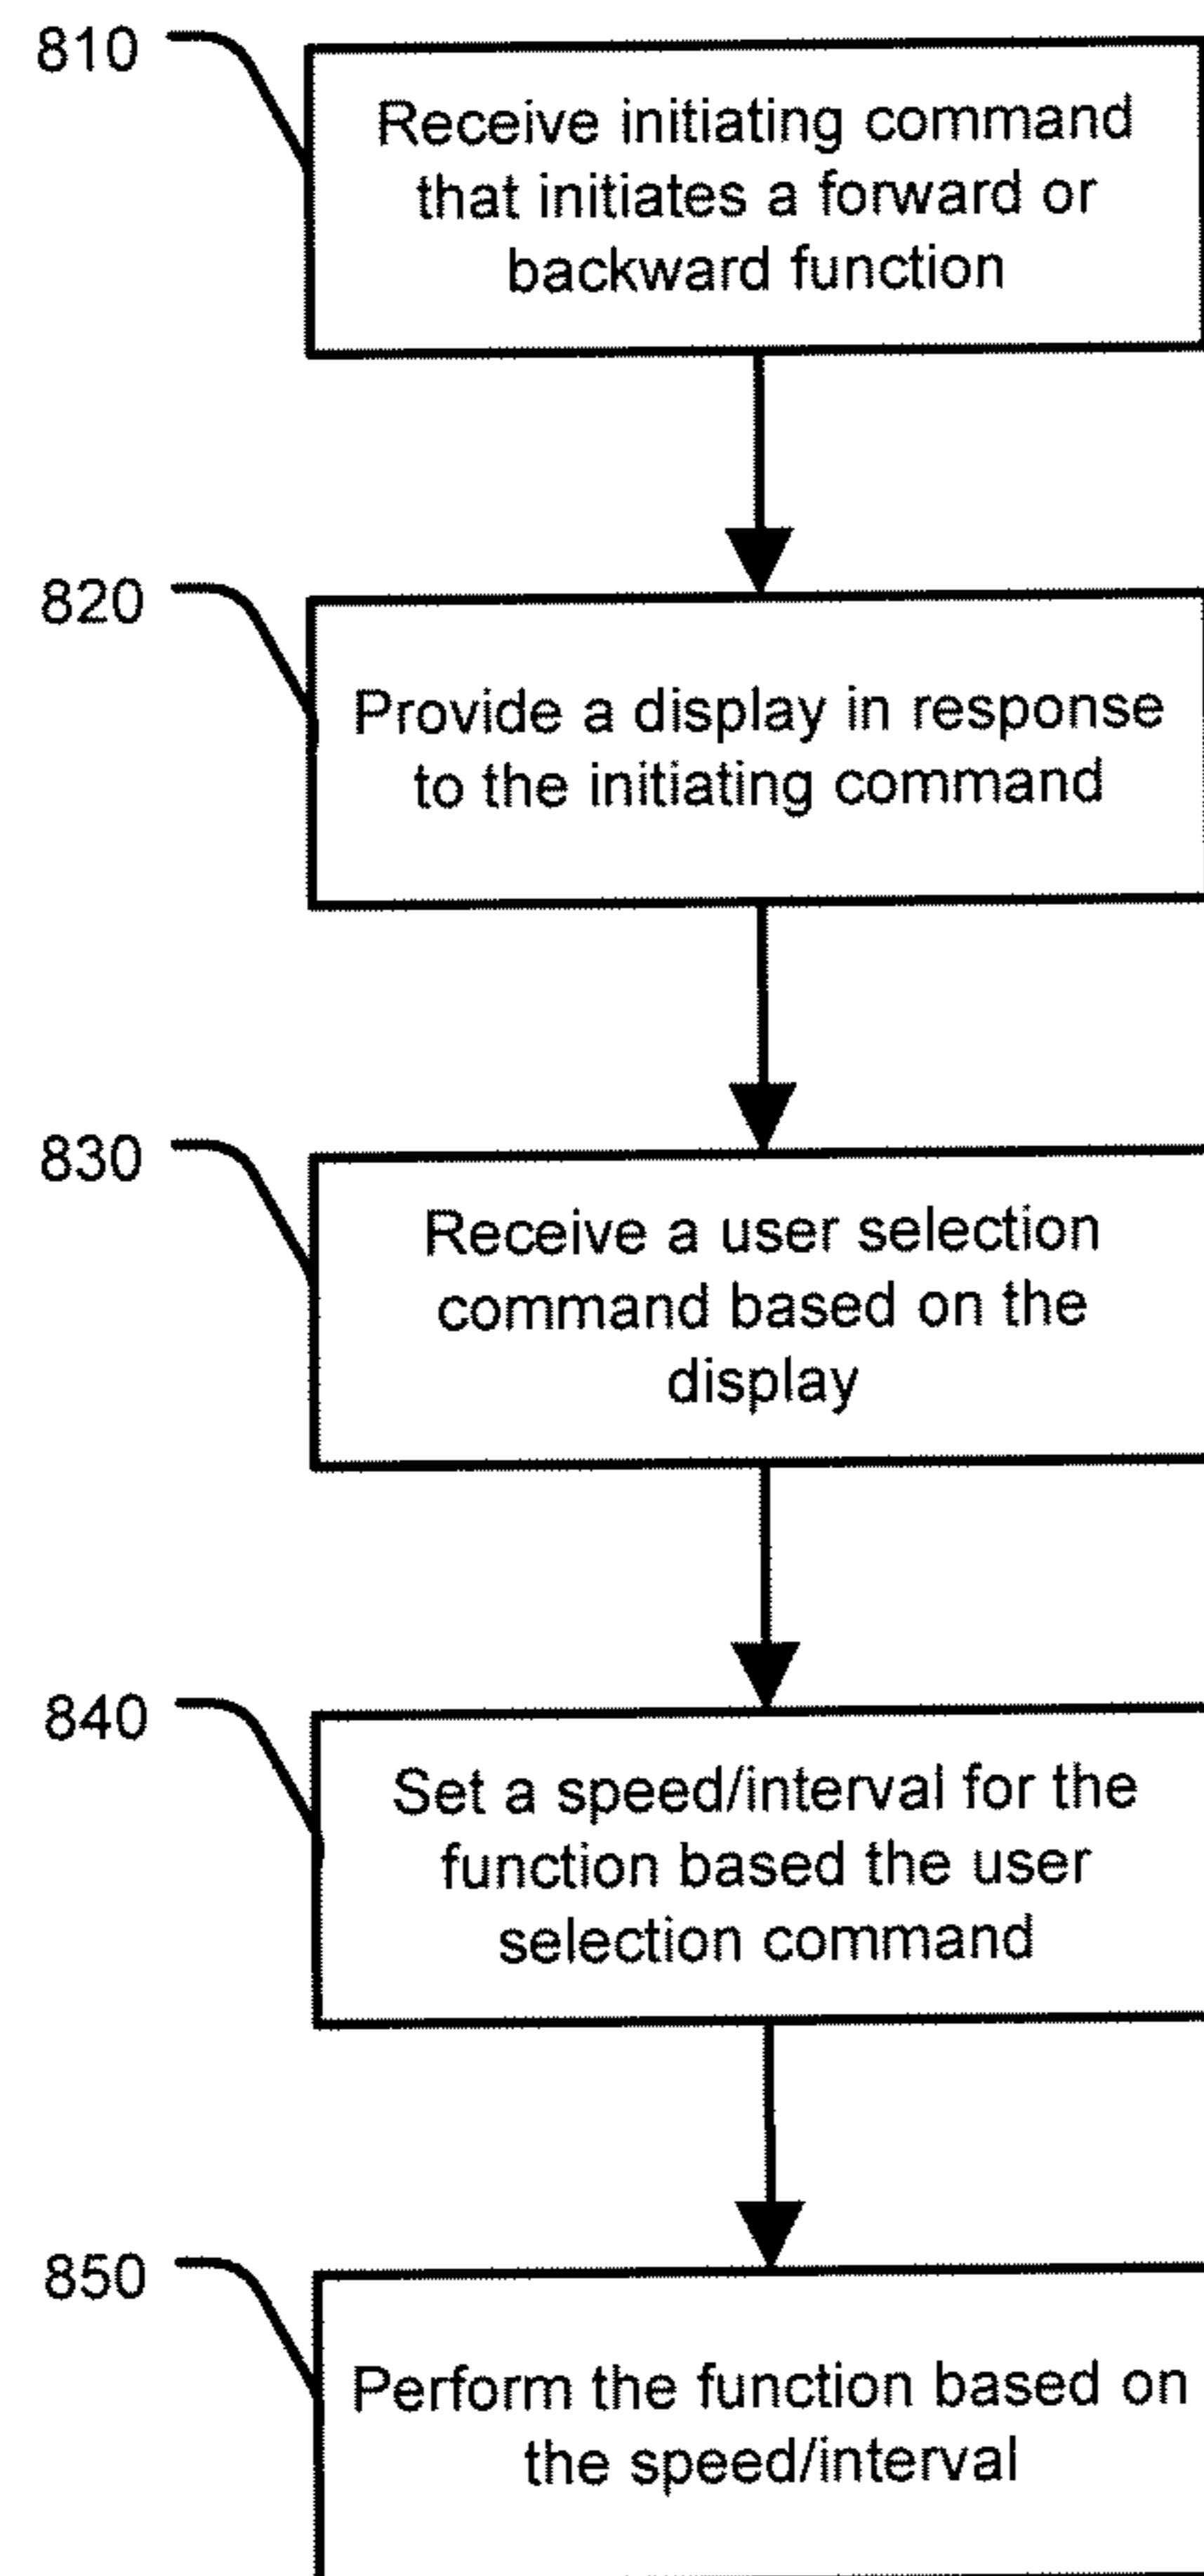 810
Receive initiating command
that initiates a forward or
backward function
820
Provide a display in response
to the initiating command
830
Receive a user selection
command based on the
display
840
Set a speed/interval for the
function based the user
selection command
850
Perform the function based on
the speed/interval